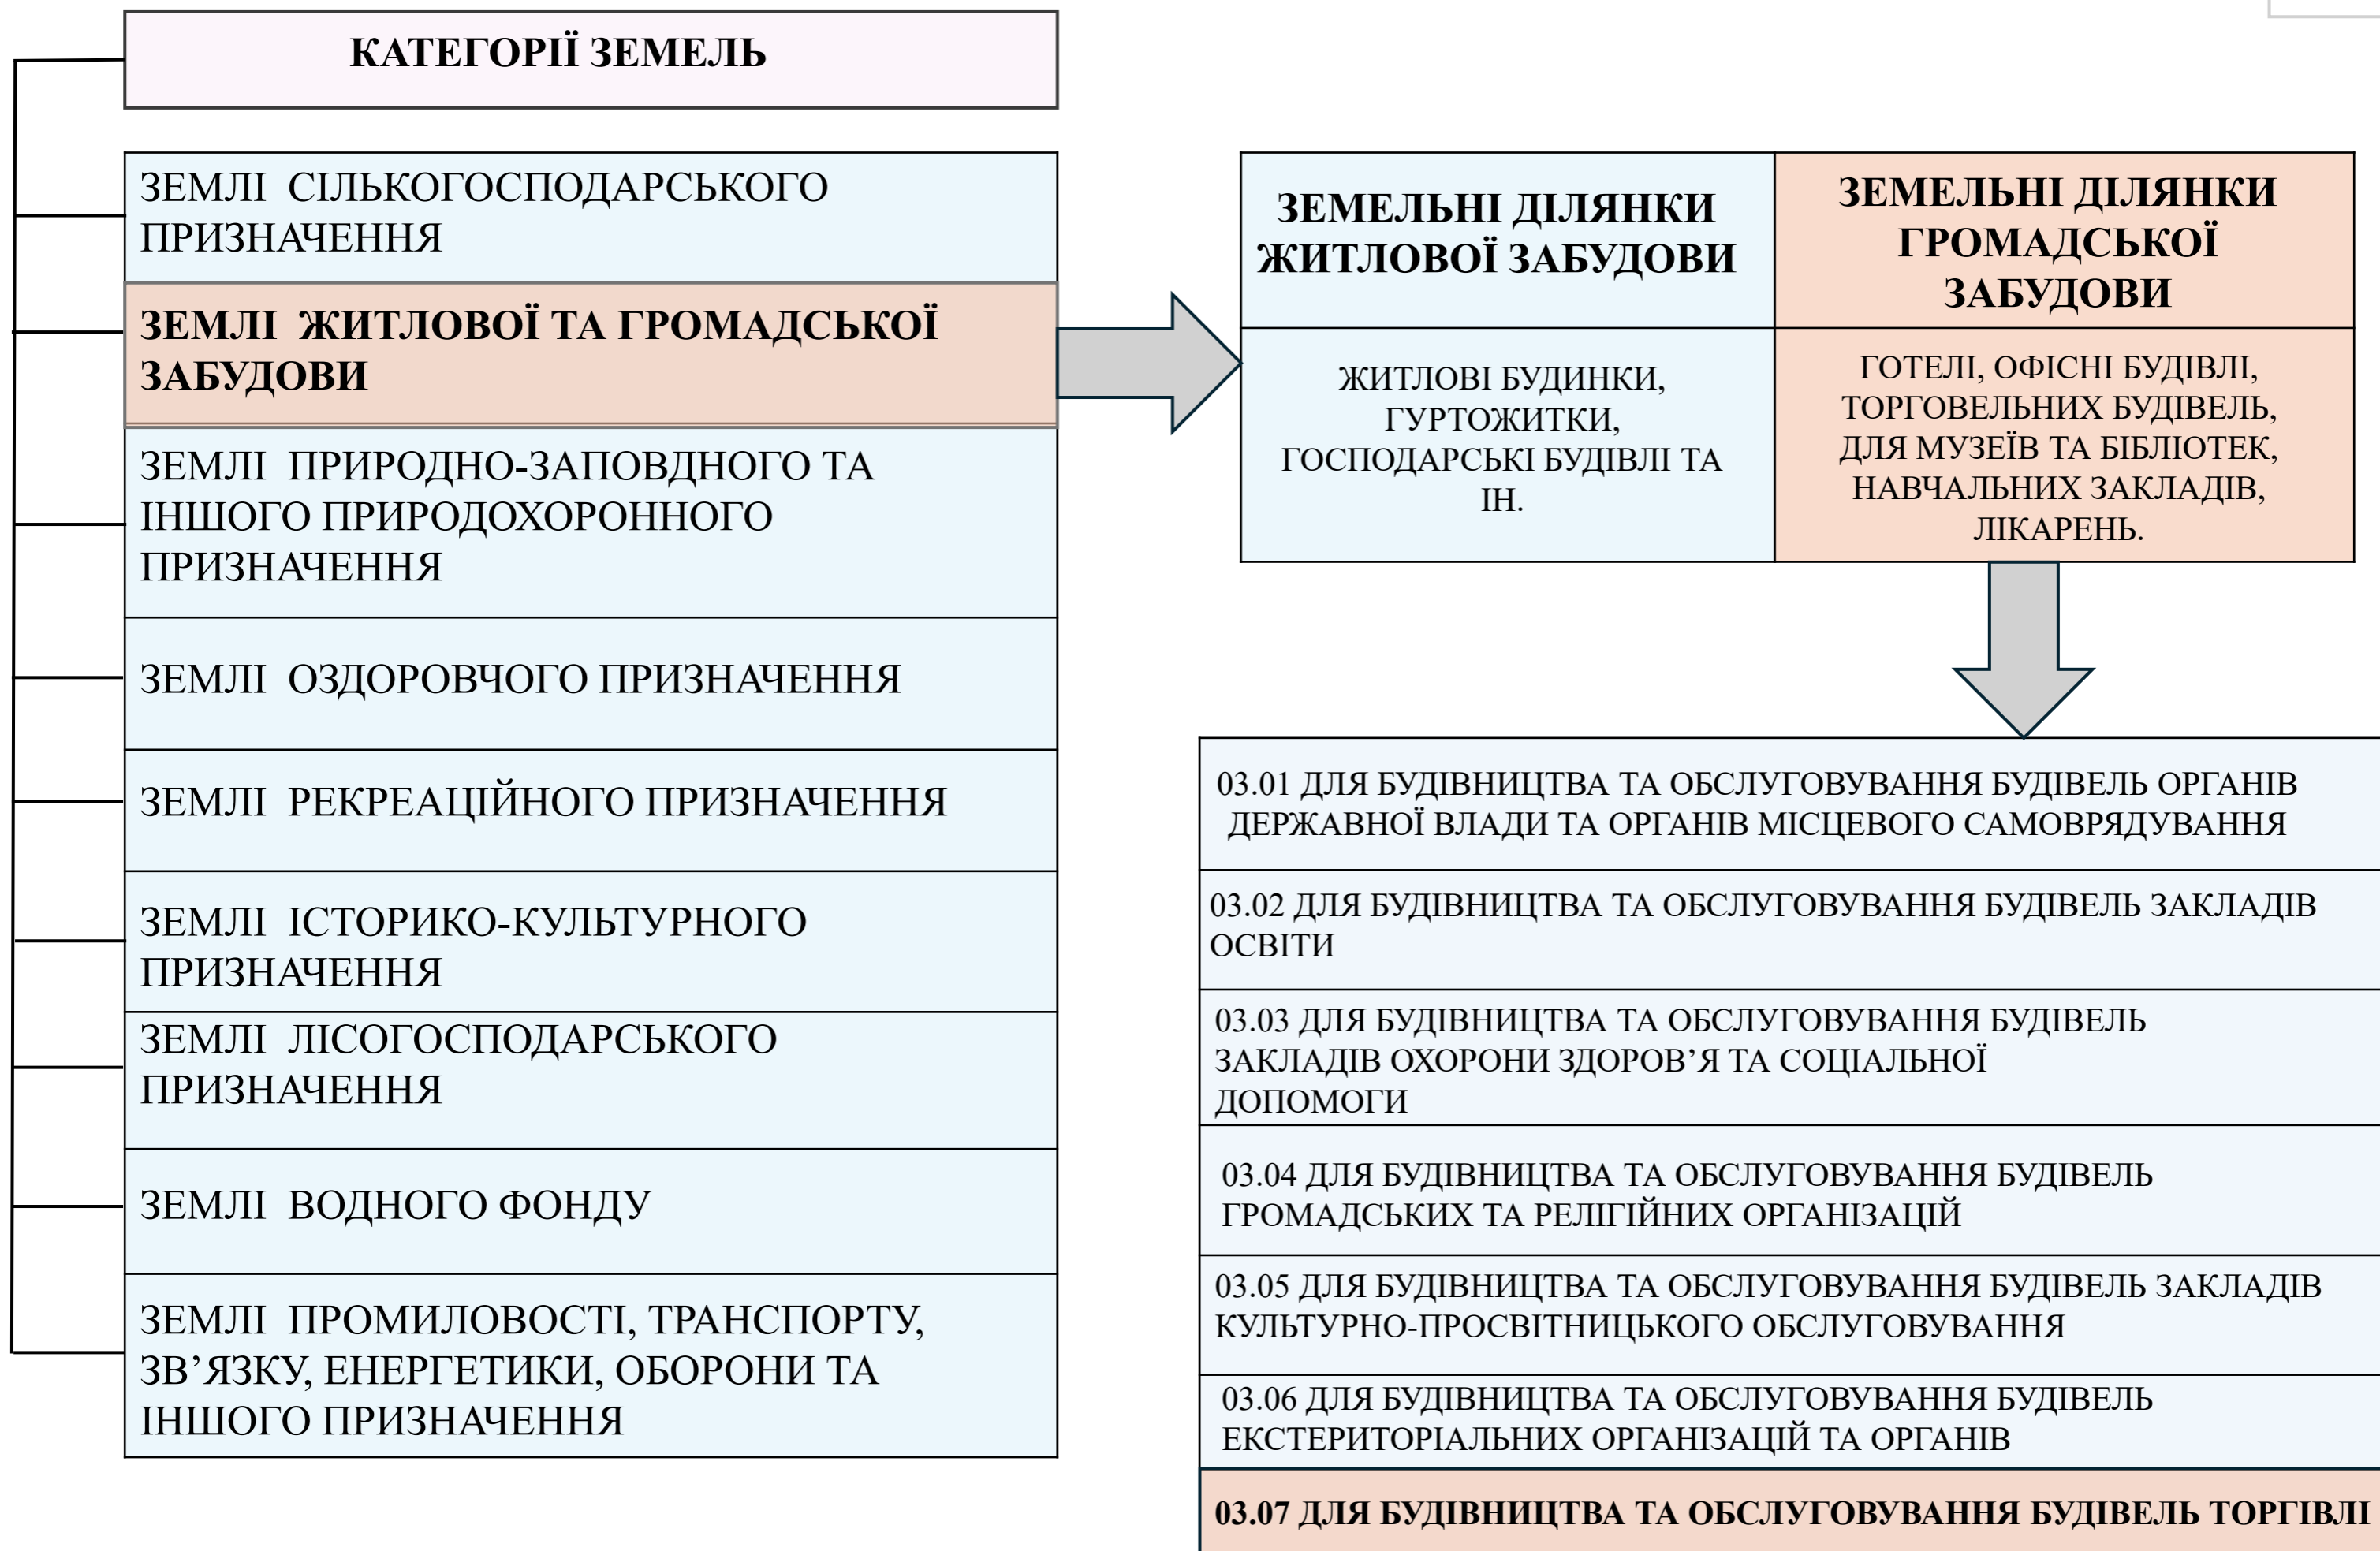 КАТЕГОРІЇ ЗЕМЕЛЬ
ЗЕМЛІ СІЛЬКОГОСПОДАРСЬКОГО
ПРИЗНАЧЕННЯ
ЗЕМЛІ ЖИТЛОВОЇ ТА ГРОМАДСЬКОЇ
ЗАБУДОВИ
ЗЕМЛІ ПРИРОДНО-ЗАПОВДНОГО ТА
ІНШОГО ПРИРОДОХОРОННОГО
ПРИЗНАЧЕННЯ
ЗЕМЛІ ОЗДОРОВЧОГО ПРИЗНАЧЕННЯ
ЗЕМЛІ РЕКРЕАЦІЙНОГО ПРИЗНАЧЕННЯ
ЗЕМЛІ ІСТОРИКО-КУЛЬТУРНОГО
ПРИЗНАЧЕННЯ
ЗЕМЛІ ЛІСОГОСПОДАРСЬКОГО
ПРИЗНАЧЕННЯ
ЗЕМЛІ ВОДНОГО ФОНДУ
ЗЕМЛІ ПРОМИЛОВОСТІ, ТРАНСПОРТУ,
ЗВ’ЯЗКУ, ЕНЕРГЕТИКИ, ОБОРОНИ ТА
ІНШОГО ПРИЗНАЧЕННЯ
ЗЕМЕЛЬНІ ДІЛЯНКИ
ЖИТЛОВОЇ ЗАБУДОВИ
ЗЕМЕЛЬНІ ДІЛЯНКИ
ГРОМАДСЬКОЇ
ЗАБУДОВИ
ЖИТЛОВІ БУДИНКИ,
ГУРТОЖИТКИ,
ГОСПОДАРСЬКІ БУДІВЛІ ТА
ІН.
ГОТЕЛІ, ОФІСНІ БУДІВЛІ,
ТОРГОВЕЛЬНИХ БУДІВЕЛЬ,
ДЛЯ МУЗЕЇВ ТА БІБЛІОТЕК,
НАВЧАЛЬНИХ ЗАКЛАДІВ,
ЛІКАРЕНЬ.
03.01 ДЛЯ БУДІВНИЦТВА ТА ОБСЛУГОВУВАННЯ БУДІВЕЛЬ ОРГАНІВ
ДЕРЖАВНОЇ ВЛАДИ ТА ОРГАНІВ МІСЦЕВОГО САМОВРЯДУВАННЯ
03.02 ДЛЯ БУДІВНИЦТВА ТА ОБСЛУГОВУВАННЯ БУДІВЕЛЬ ЗАКЛАДІВ
ОСВІТИ
03.03 ДЛЯ БУДІВНИЦТВА ТА ОБСЛУГОВУВАННЯ БУДІВЕЛЬ
ЗАКЛАДІВ ОХОРОНИ ЗДОРОВ’Я ТА СОЦІАЛЬНОЇ
ДОПОМОГИ
03.04 ДЛЯ БУДІВНИЦТВА ТА ОБСЛУГОВУВАННЯ БУДІВЕЛЬ
ГРОМАДСЬКИХ ТА РЕЛІГІЙНИХ ОРГАНІЗАЦІЙ
03.05 ДЛЯ БУДІВНИЦТВА ТА ОБСЛУГОВУВАННЯ БУДІВЕЛЬ ЗАКЛАДІВ
КУЛЬТУРНО-ПРОСВІТНИЦЬКОГО ОБСЛУГОВУВАННЯ
03.06 ДЛЯ БУДІВНИЦТВА ТА ОБСЛУГОВУВАННЯ БУДІВЕЛЬ
ЕКСТЕРИТОРІАЛЬНИХ ОРГАНІЗАЦІЙ ТА ОРГАНІВ
03.07 ДЛЯ БУДІВНИЦТВА ТА ОБСЛУГОВУВАННЯ БУДІВЕЛЬ ТОРГІВЛІ